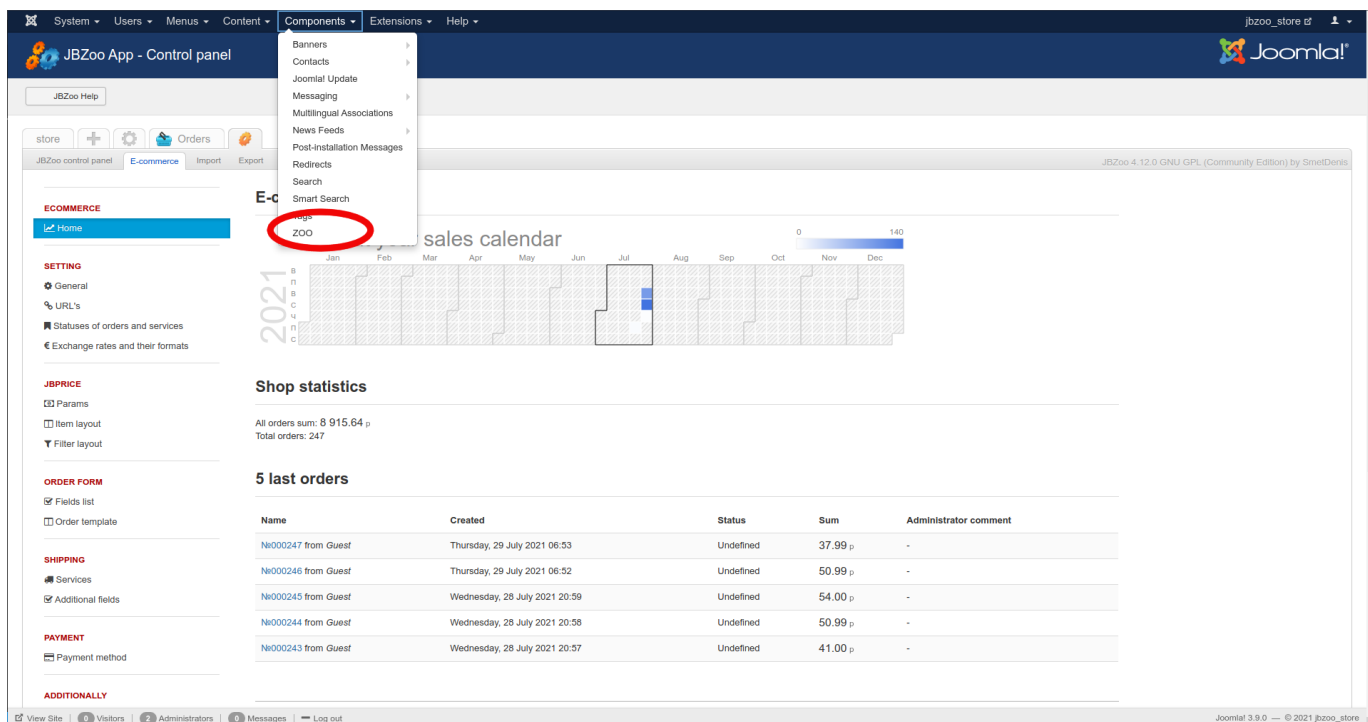 System Users Menus Content Components Extensions Help jbzoo_store
JBZoo App - Control panel
Joomla!®
Banners
Contacts
Joomla! Update
Messaging
Multilingual Associations
News Feeds
Post-installation Messages
Redirects
Search
Smart Search
Tags
ZOO
JBZoo Help
store Orders
JBZoo control panel E-commerce Import Export
JBZoo 4.12.0 GNU GPL (Community Edition) by SmetDenis
ECOMMERCE
Home
SETTING
General
URL's
Statuses of orders and services
€ Exchange rates and their formats
JBPRICE
Params
Item layout
Filter layout
ORDER FORM
Fields list
Order template
SHIPPING
Services
Additional fields
PAYMENT
Payment method
ADDITIONALLY
sales calendar
0 140
Jan Feb Mar Apr May Jun Jul Aug Sep Oct Nov Dec
2021
В
П
В
С
Ч
П
С
Shop statistics
All orders sum: 8 915.64 р
Total orders: 247
5 last orders
Name Created Status Sum Administrator comment
№000247 from Guest Thursday, 29 July 2021 06:53 Undefined 37.99 р -
№000246 from Guest Thursday, 29 July 2021 06:52 Undefined 50.99 р -
№000245 from Guest Wednesday, 28 July 2021 20:59 Undefined 54.00 р -
№000244 from Guest Wednesday, 28 July 2021 20:58 Undefined 50.99 р -
№000243 from Guest Wednesday, 28 July 2021 20:57 Undefined 41.00 р -
View Site | 0 Visitors | 2 Administrators | 0 Messages | Log out
Joomla! 3.9.0 — © 2021 jbzoo_store